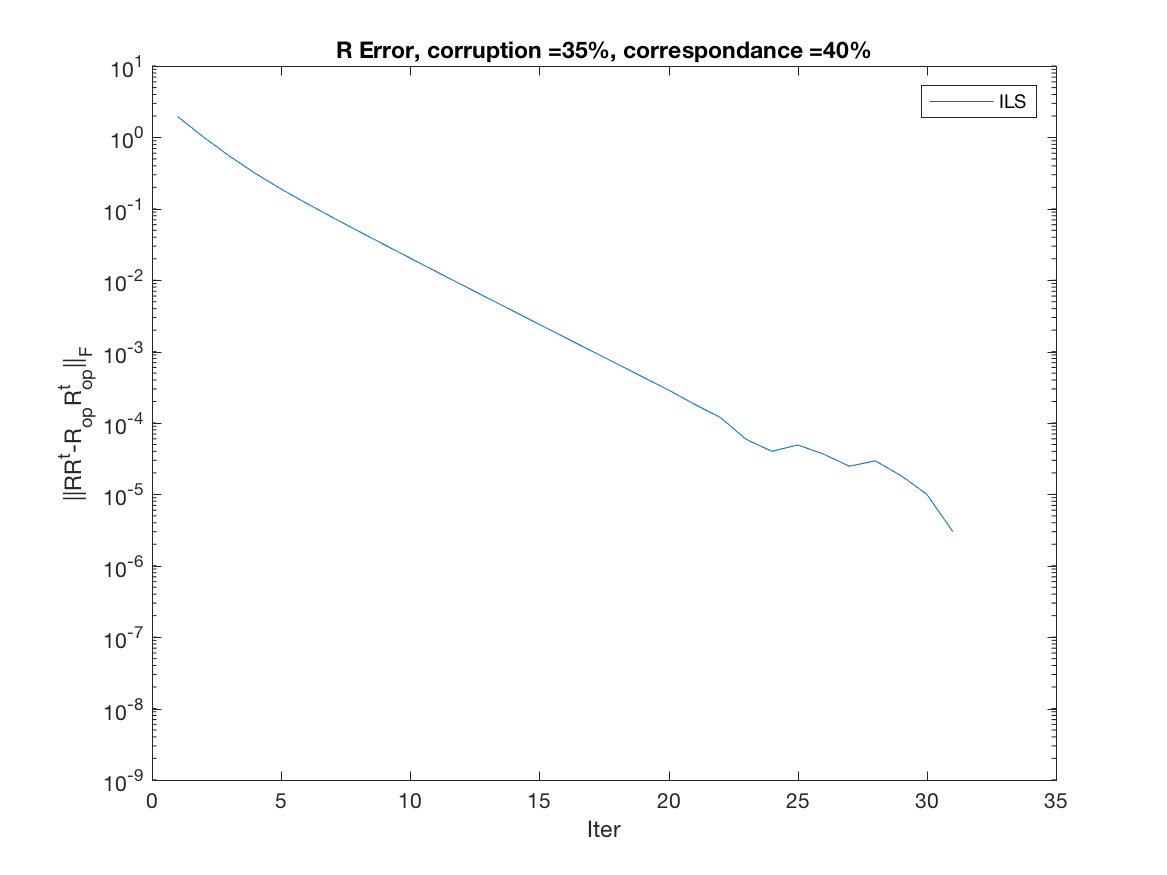 R Error, corruption =35%, correspondance =40%
ILS
||RR^t-R_op R^t_op||_F
10^1
10^0
10^-1
10^-2
10^-3
10^-4
10^-5
10^-6
10^-7
10^-8
10^-9
0 5 10 15 20 25 30 35
Iter